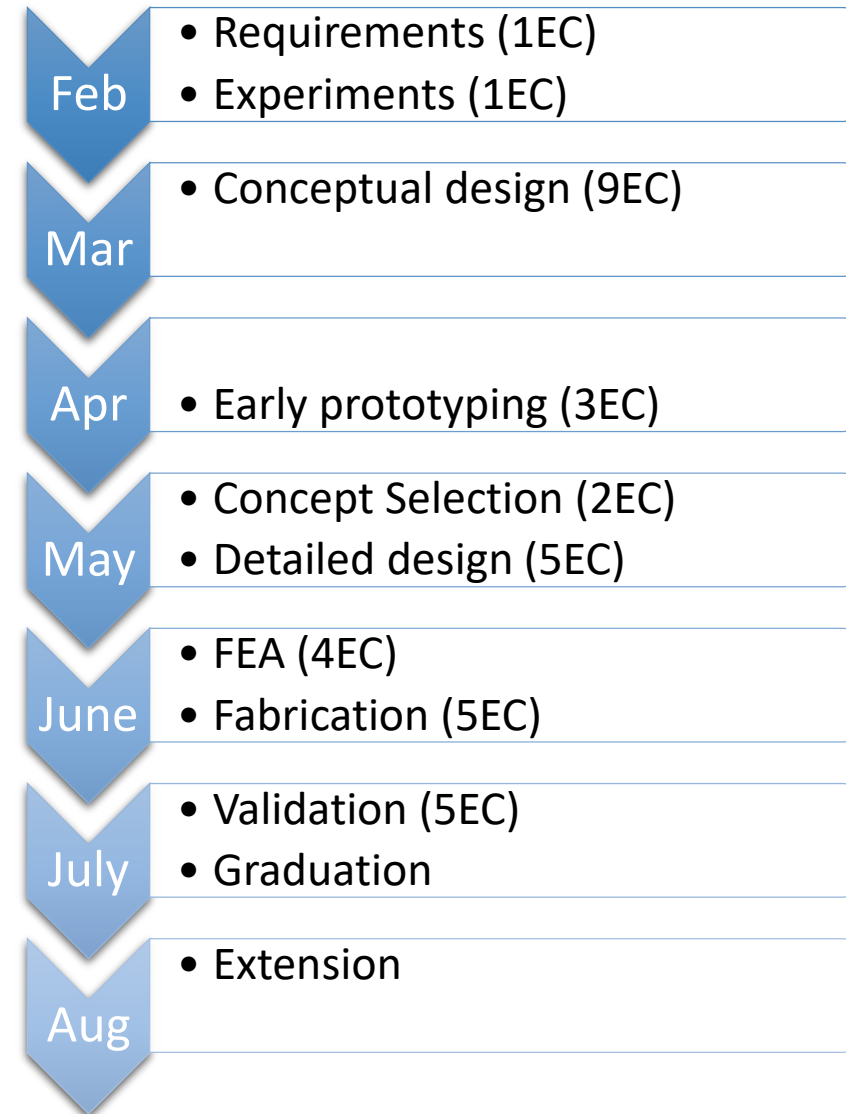 Feb
• Requirements (1EC)
• Experiments (1EC)
Mar
• Conceptual design (9EC)
Apr
• Early prototyping (3EC)
May
• Concept Selection (2EC)
• Detailed design (5EC)
June
• FEA (4EC)
• Fabrication (5EC)
July
• Validation (5EC)
• Graduation
Aug
• Extension